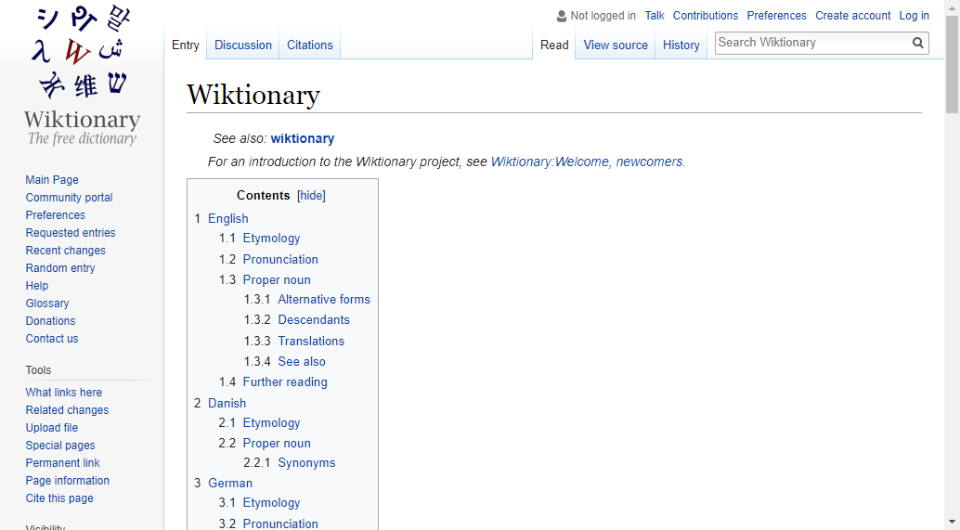 Not logged in Talk Contributions Preferences Create account Log in
Entry Discussion Citations Read View source History Search Wiktionary
シ 말
λ W ش
维 ש
Wiktionary
The free dictionary
Main Page
Community portal
Preferences
Requested entries
Recent changes
Random entry
Help
Glossary
Donations
Contact us
Tools
What links here
Related changes
Upload file
Special pages
Permanent link
Page information
Cite this page
Visibility
Wiktionary
See also: wiktionary
For an introduction to the Wiktionary project, see Wiktionary:Welcome, newcomers.
Contents [hide]
1 English
1.1 Etymology
1.2 Pronunciation
1.3 Proper noun
1.3.1 Alternative forms
1.3.2 Descendants
1.3.3 Translations
1.3.4 See also
1.4 Further reading
2 Danish
2.1 Etymology
2.2 Proper noun
2.2.1 Synonyms
3 German
3.1 Etymology
3.2 Pronunciation